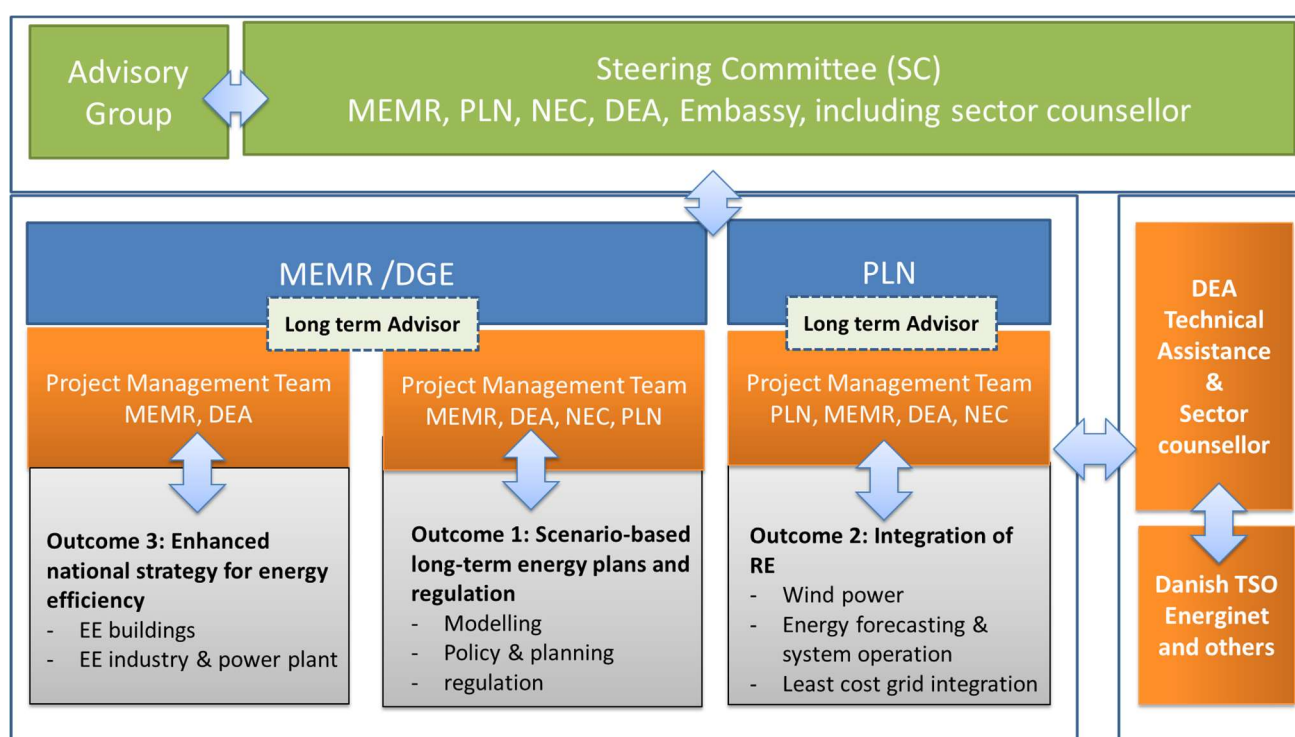 Advisory
Group
Steering Committee (SC)
MEMR, PLN, NEC, DEA, Embassy, including sector counsellor
MEMR /DGE
Long term Advisor
PLN
Long term Advisor
Project Management Team
MEMR, DEA
Project Management Team
MEMR, DEA, NEC, PLN
Project Management Team
PLN, MEMR, DEA, NEC
Outcome 3: Enhanced
national strategy for energy
efficiency
- EE buildings
- EE industry & power plant
Outcome 1: Scenario-based
long-term energy plans and
regulation
- Modelling
- Policy & planning
- regulation
Outcome 2: Integration of
RE
- Wind power
- Energy forecasting &
system operation
- Least cost grid integration
DEA
Technical
Assistance
&
Sector
counsellor
Danish TSO
Energinet
and others